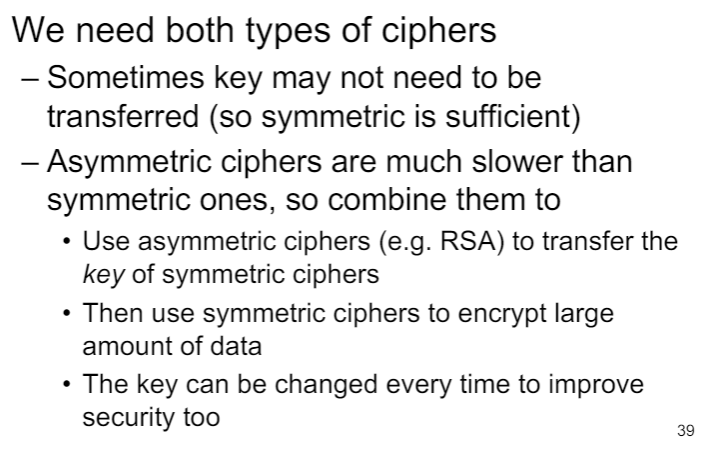 We need both types of ciphers
– Sometimes key may not need to be
transferred (so symmetric is sufficient)
– Asymmetric ciphers are much slower than
symmetric ones, so combine them to
• Use asymmetric ciphers (e.g. RSA) to transfer the
key of symmetric ciphers
• Then use symmetric ciphers to encrypt large
amount of data
• The key can be changed every time to improve
security too
39